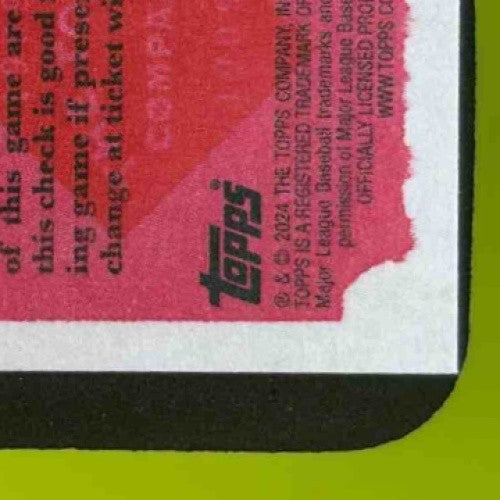 of this game are
this check is good
ing game if prese
change at ticket wi
COMPA
topps
® & © 2024 THE TOPPS COMPANY, IN
TOPPS IS A REGISTERED TRADEMARK OF
Major League Baseball trademarks and
permission of Major League Base
OFFICIALLY LICENSED PRO
WWW.TOPPS.CO